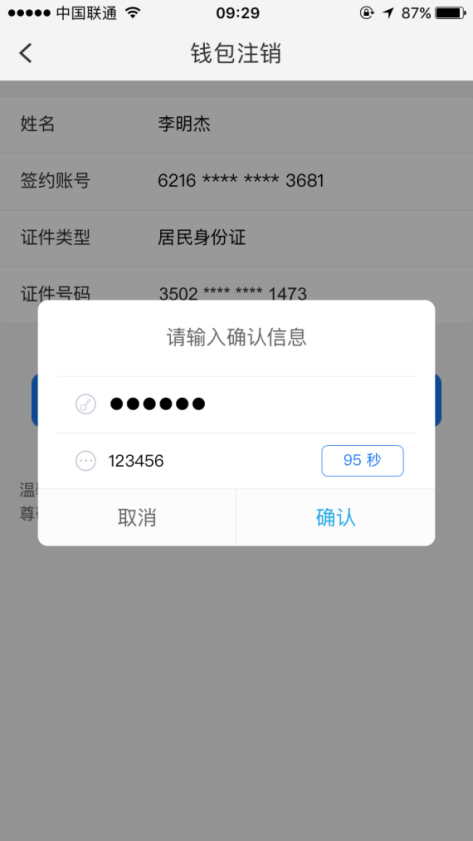 中国联通 09:29 87%
钱包注销
姓名 李明杰
签约账号 6216 **** **** 3681
证件类型 居民身份证
证件号码 3502 **** **** 1473
请输入确认信息
●●●●●●
123456 95 秒
取消 确认
温
尊